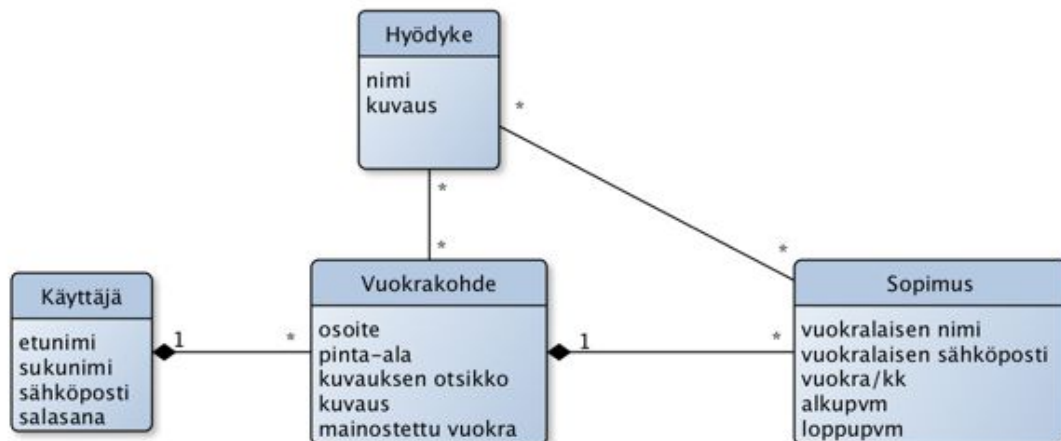 Hyödyke
nimi
kuvaus
*
*
*
*
Käyttäjä
etunimi
sukunimi
sähköposti
salasana
1
*
Vuokrakohde
osoite
pinta-ala
kuvauksen otsikko
kuvaus
mainostettu vuokra
1
*
Sopimus
vuokralaisen nimi
vuokralaisen sähköposti
vuokra/kk
alkupvm
loppupvm